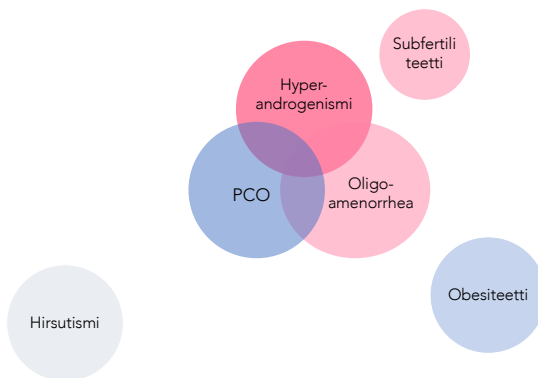 Subfertili
teetti
Hyper-
androgenismi
PCO
Oligo-
amenorrhea
Obesiteetti
Hirsutismi